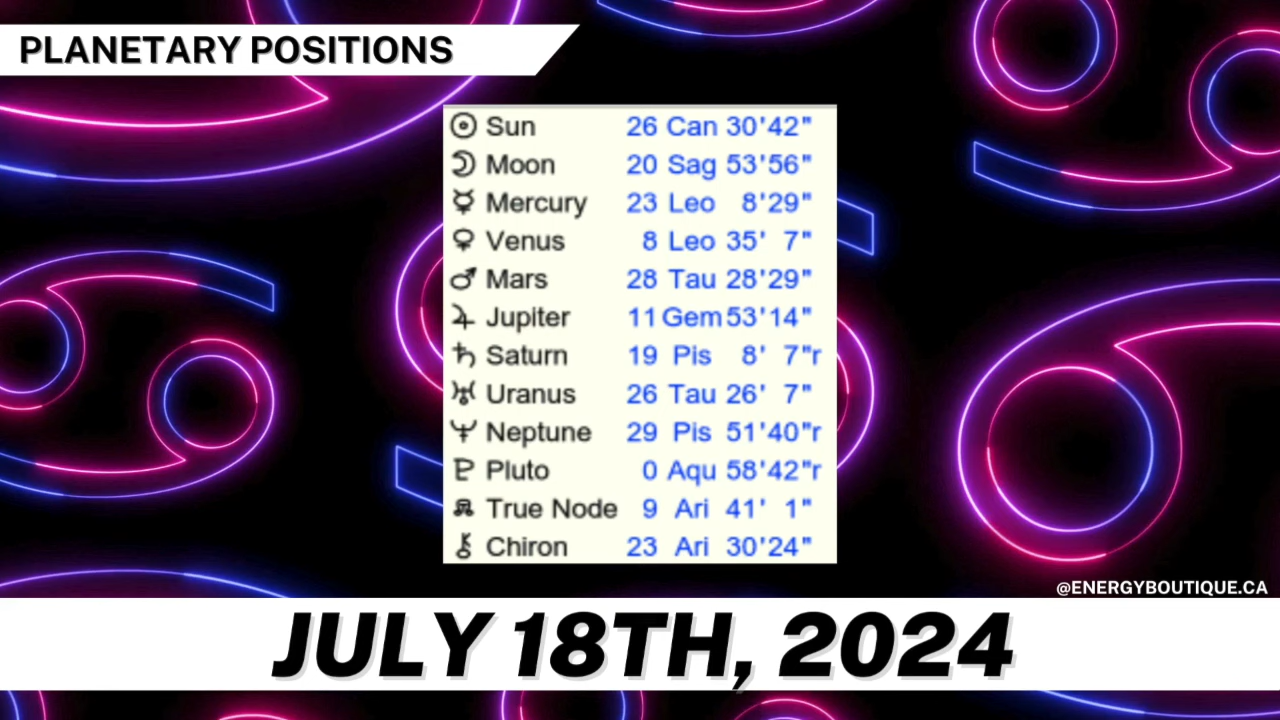 PLANETARY POSITIONS
Sun 26 Can 30'42"
Moon 20 Sag 53'56"
Mercury 23 Leo 8'29"
Venus 8 Leo 35' 7"
Mars 28 Tau 28'29"
Jupiter 11 Gem 53'14"
Saturn 19 Pis 8' 7"r
Uranus 26 Tau 26' 7"
Neptune 29 Pis 51'40"r
Pluto 0 Aqu 58'42"r
True Node 9 Ari 41' 1"
Chiron 23 Ari 30'24"
@ENERGYBOUTIQUE.CA
JULY 18TH, 2024